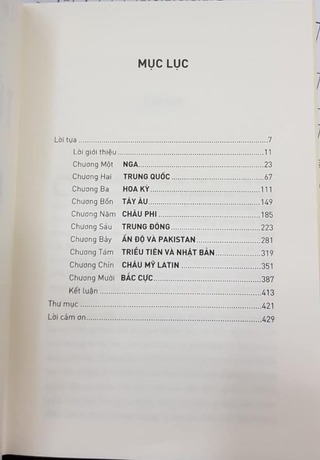 MỤC LỤC
Lời tựa 7
Lời giới thiệu 11
Chương Một NGA 23
Chương Hai TRUNG QUỐC 67
Chương Ba HOA KỲ 111
Chương Bốn TÂY ÂU 149
Chương Năm CHÂU PHI 185
Chương Sáu TRUNG ĐÔNG 223
Chương Bảy ẤN ĐỘ VÀ PAKISTAN 281
Chương Tám TRIỀU TIÊN VÀ NHẬT BẢN 319
Chương Chín CHÂU MỸ LATIN 351
Chương Mười BẮC CỰC 387
Kết luận 413
Thư mục 421
Lời cảm ơn 429